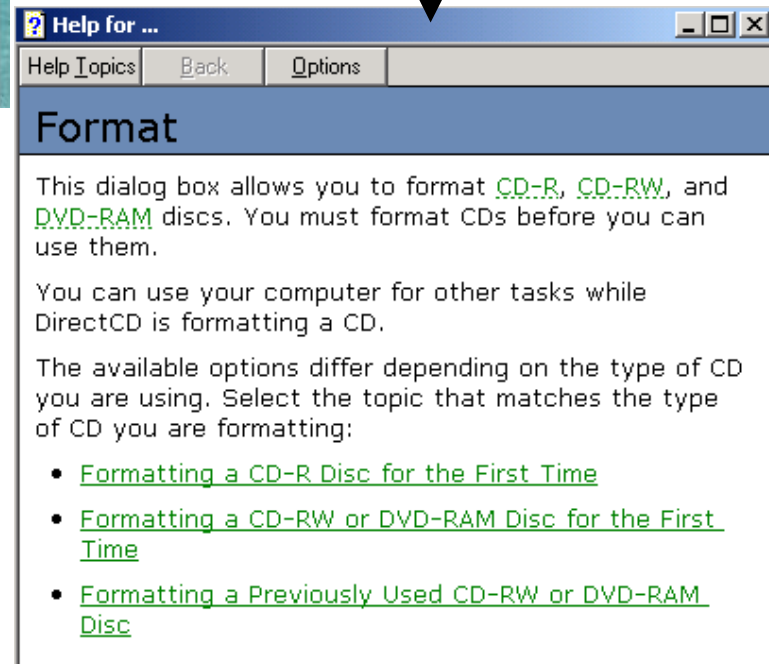 Help for ...
Help Topics Back Options
Format
This dialog box allows you to format CD-R, CD-RW, and
DVD-RAM discs. You must format CDs before you can
use them.
You can use your computer for other tasks while
DirectCD is formatting a CD.
The available options differ depending on the type of CD
you are using. Select the topic that matches the type
of CD you are formatting:
• Formatting a CD-R Disc for the First Time
• Formatting a CD-RW or DVD-RAM Disc for the First
Time
• Formatting a Previously Used CD-RW or DVD-RAM
Disc